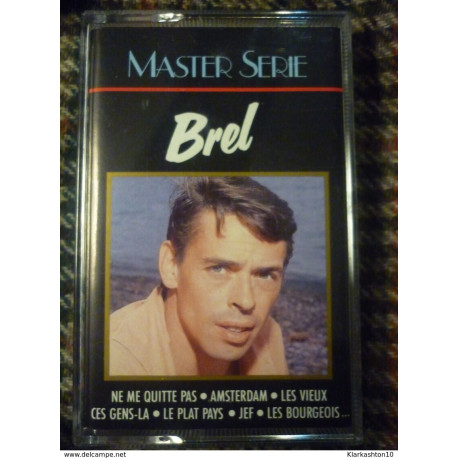 MASTER SERIE
Brel
NE ME QUITTE PAS • AMSTERDAM • LES VIEUX
CES GENS-LA • LE PLAT PAYS • JEF • LES BOURGEOIS...
www.delcampe.net
Klarkashton10